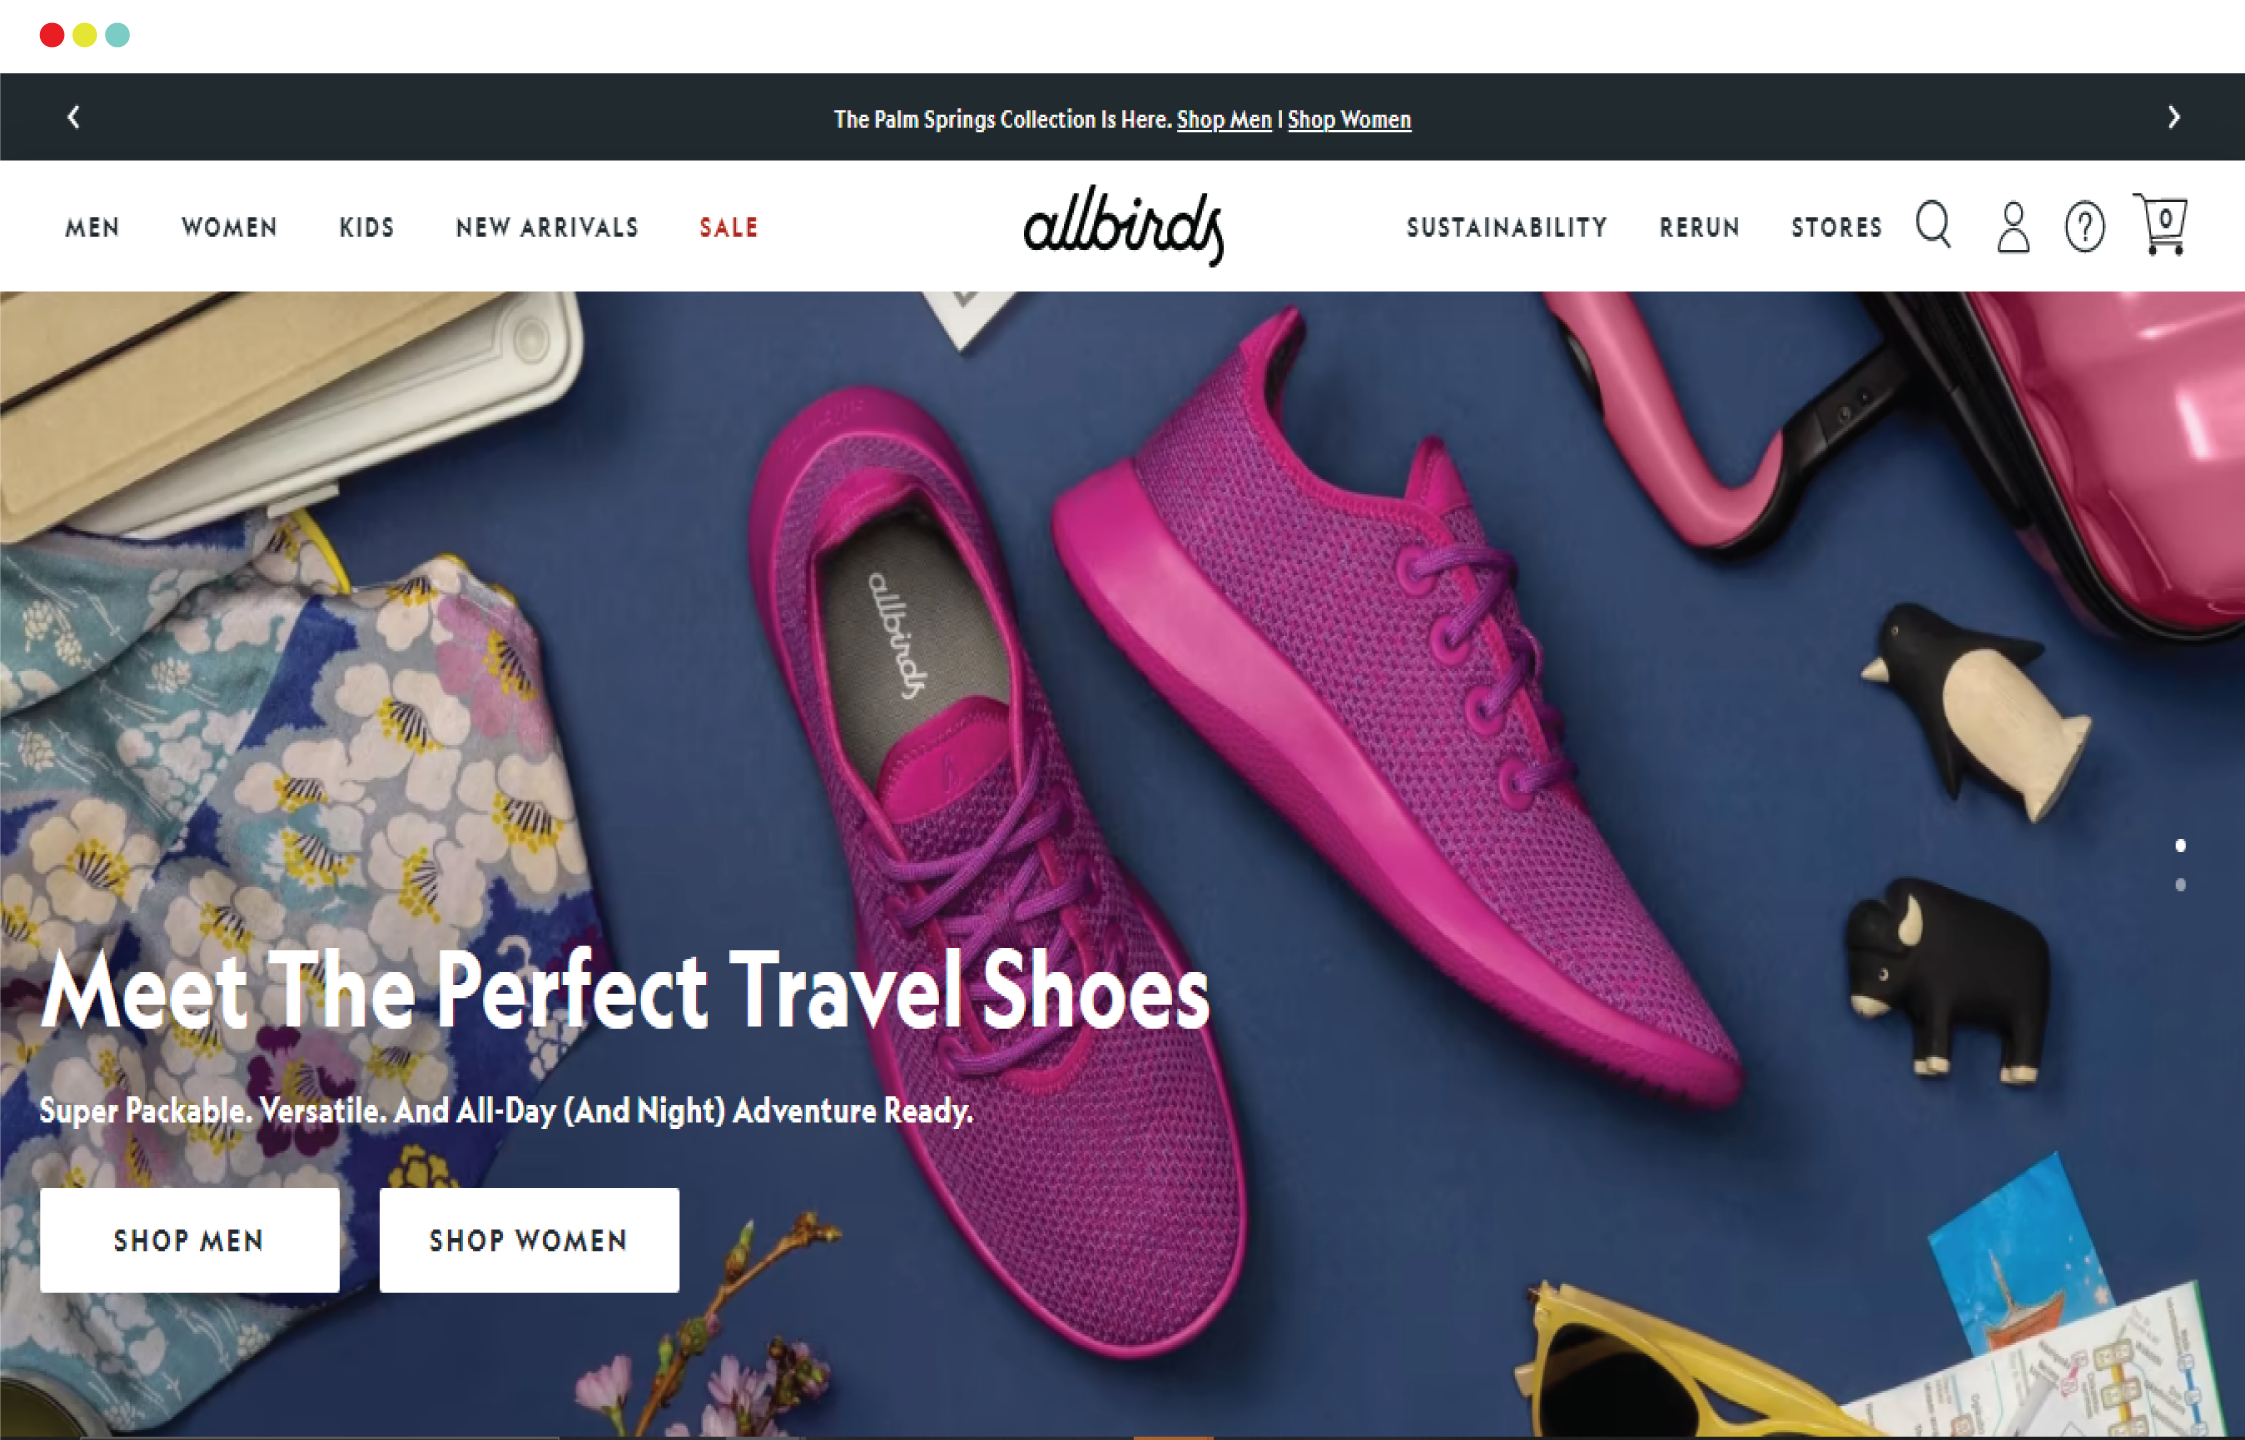 The Palm Springs Collection Is Here. Shop Men | Shop Women
MEN WOMEN KIDS NEW ARRIVALS SALE allbirds SUSTAINABILITY RERUN STORES ? 0
allbirds
Meet The Perfect Travel Shoes
Super Packable. Versatile. And All-Day (And Night) Adventure Ready.
SHOP MEN SHOP WOMEN